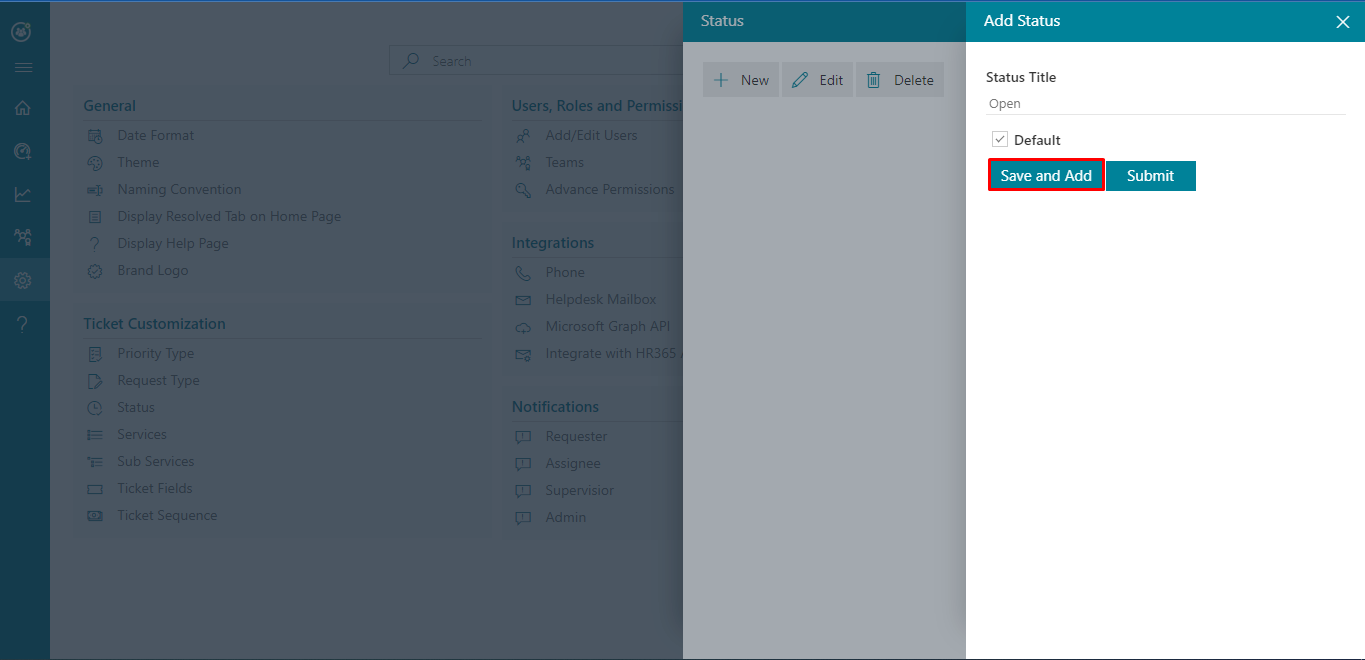 Search
General
Date Format
Theme
Naming Convention
Display Resolved Tab on Home Page
Display Help Page
Brand Logo
Ticket Customization
Priority Type
Request Type
Status
Services
Sub Services
Ticket Fields
Ticket Sequence
Users, Roles and Permissi
Add/Edit Users
Teams
Advance Permissions
Integrations
Phone
Helpdesk Mailbox
Microsoft Graph API
Integrate with HR365
Notifications
Requester
Assignee
Supervisior
Admin
Status
New Edit Delete
Add Status
Status Title
Open
Default
Save and Add Submit